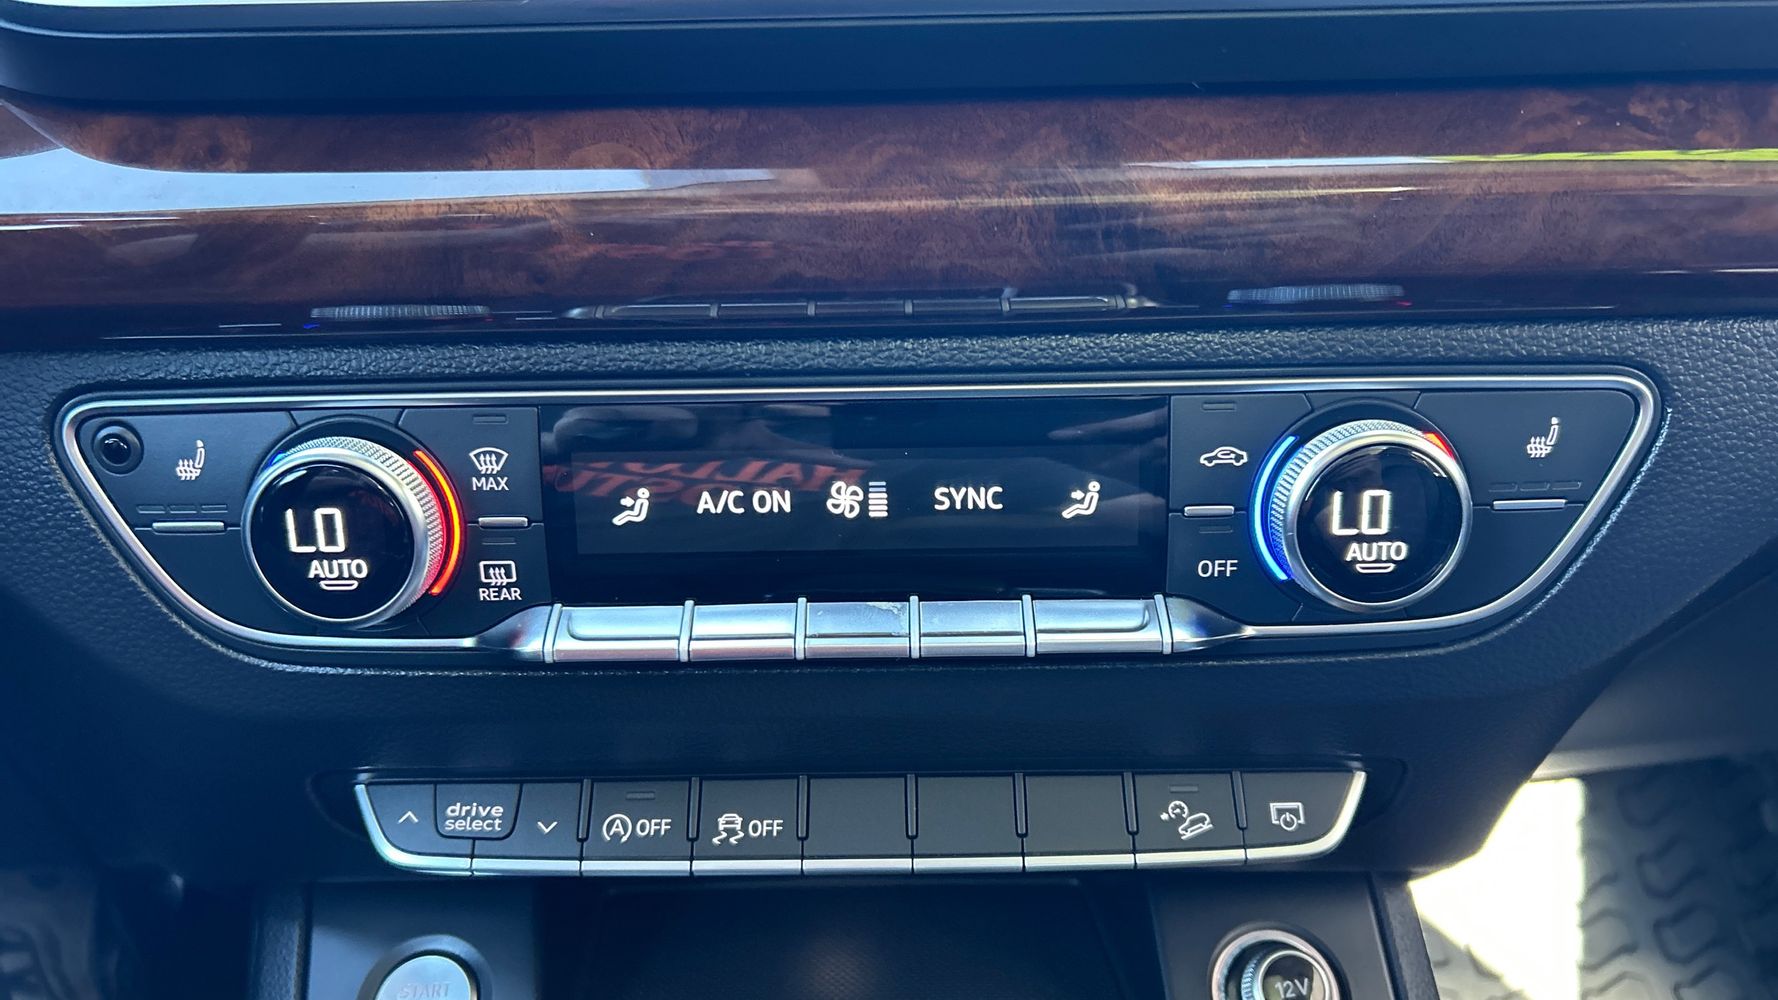 MAX
LO
AUTO
A/C ON
SYNC
LO
AUTO
REAR
OFF
drive
select
A OFF
OFF
START
12V